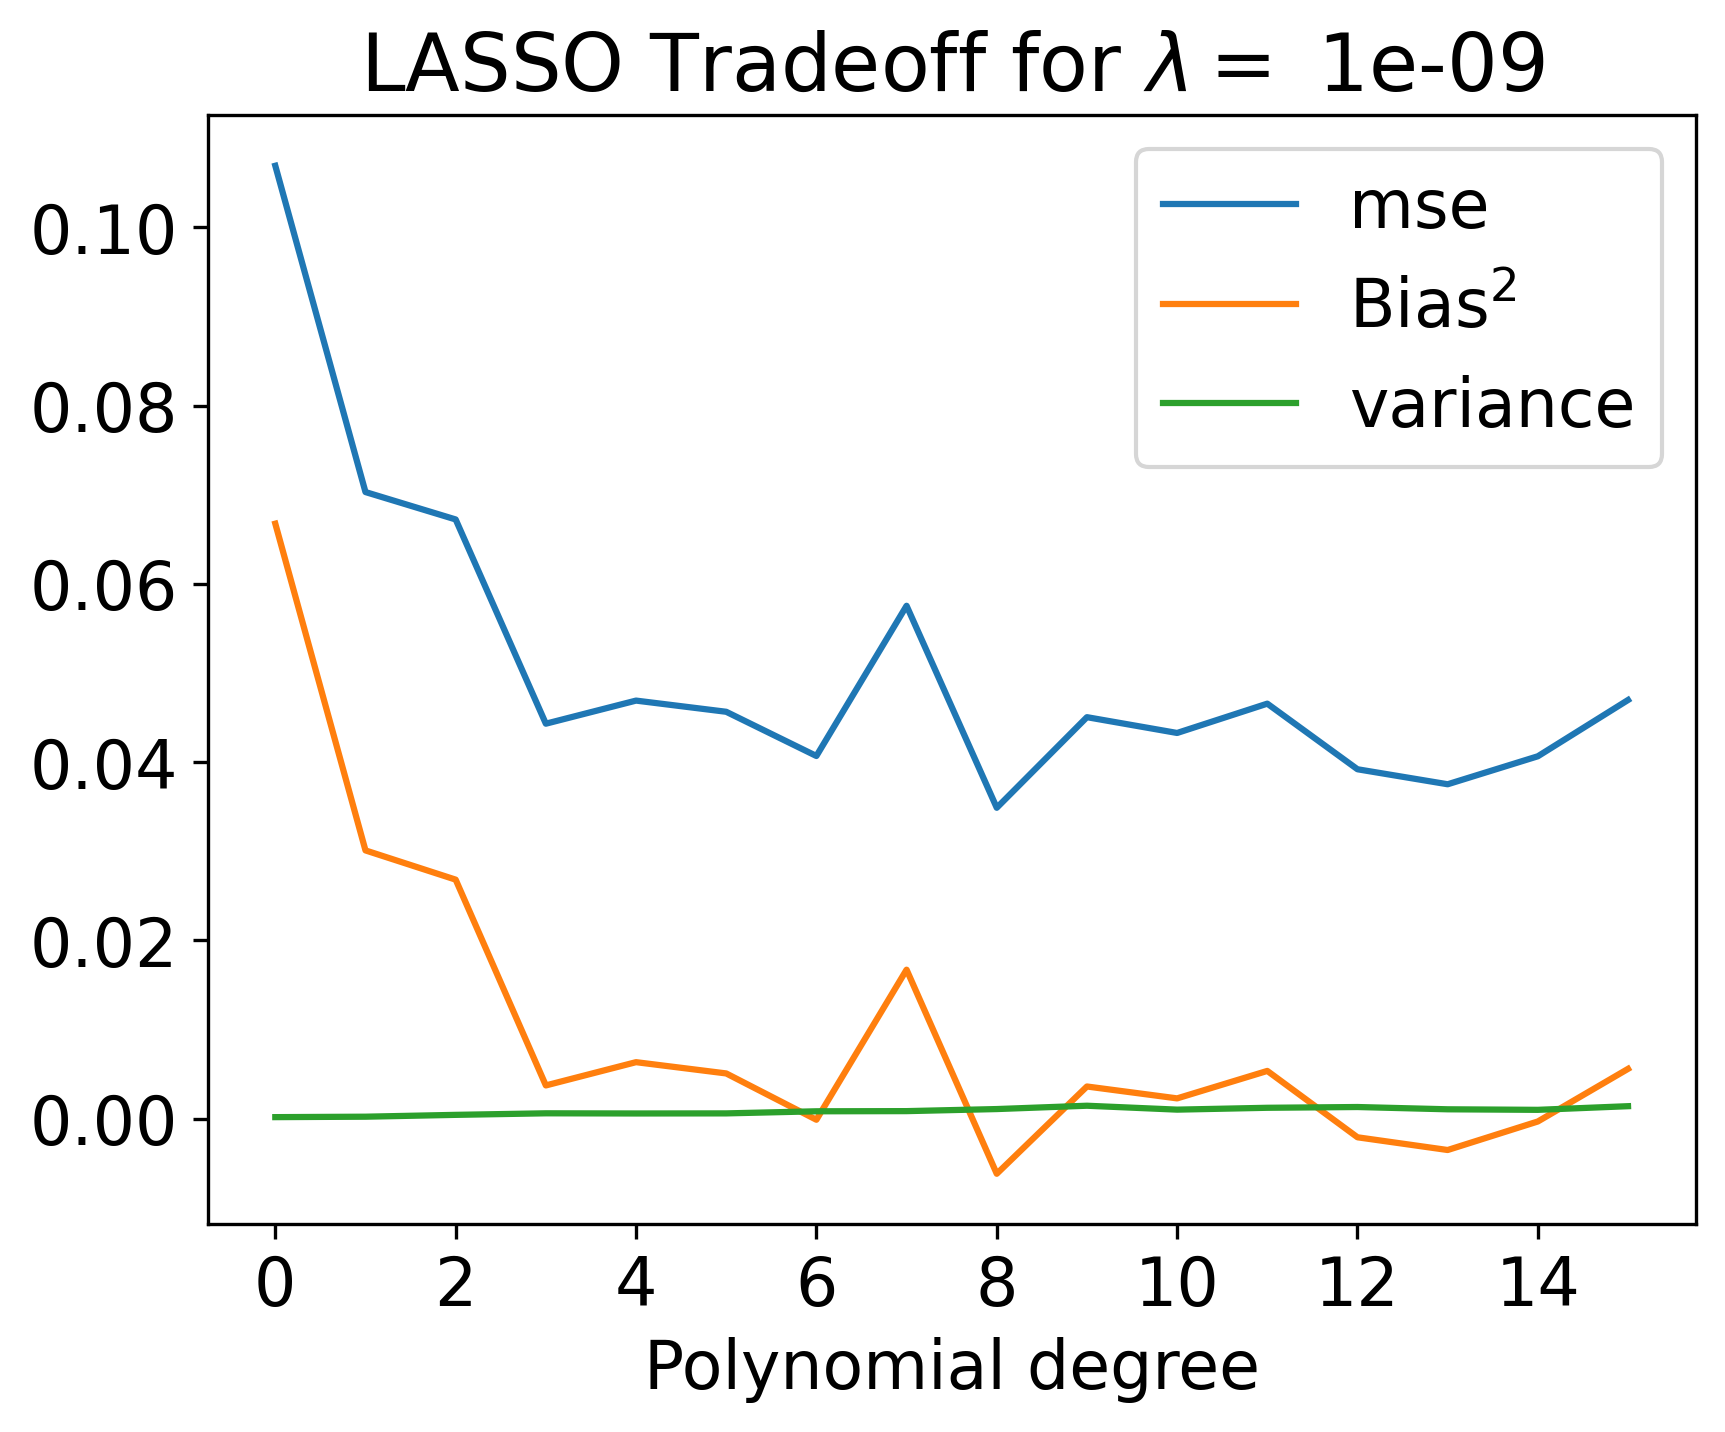 LASSO Tradeoff for λ = 1e-09
mse
Bias²
variance
0.10
0.08
0.06
0.04
0.02
0.00
0 2 4 6 8 10 12 14
Polynomial degree